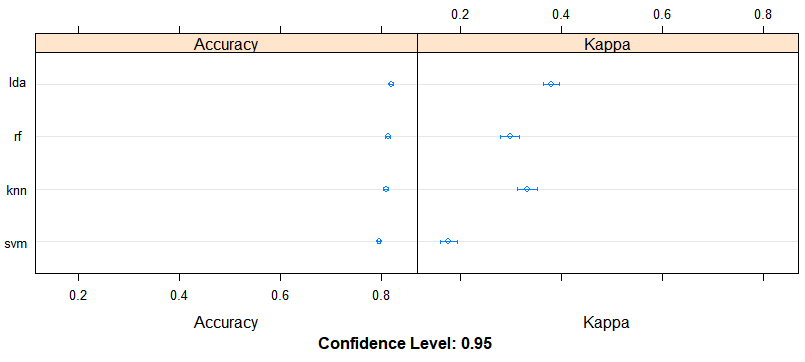 0.2 0.4 0.6 0.8
Accuracy Kappa
lda
rf
knn
svm
0.2 0.4 0.6 0.8
Accuracy Kappa
Confidence Level: 0.95